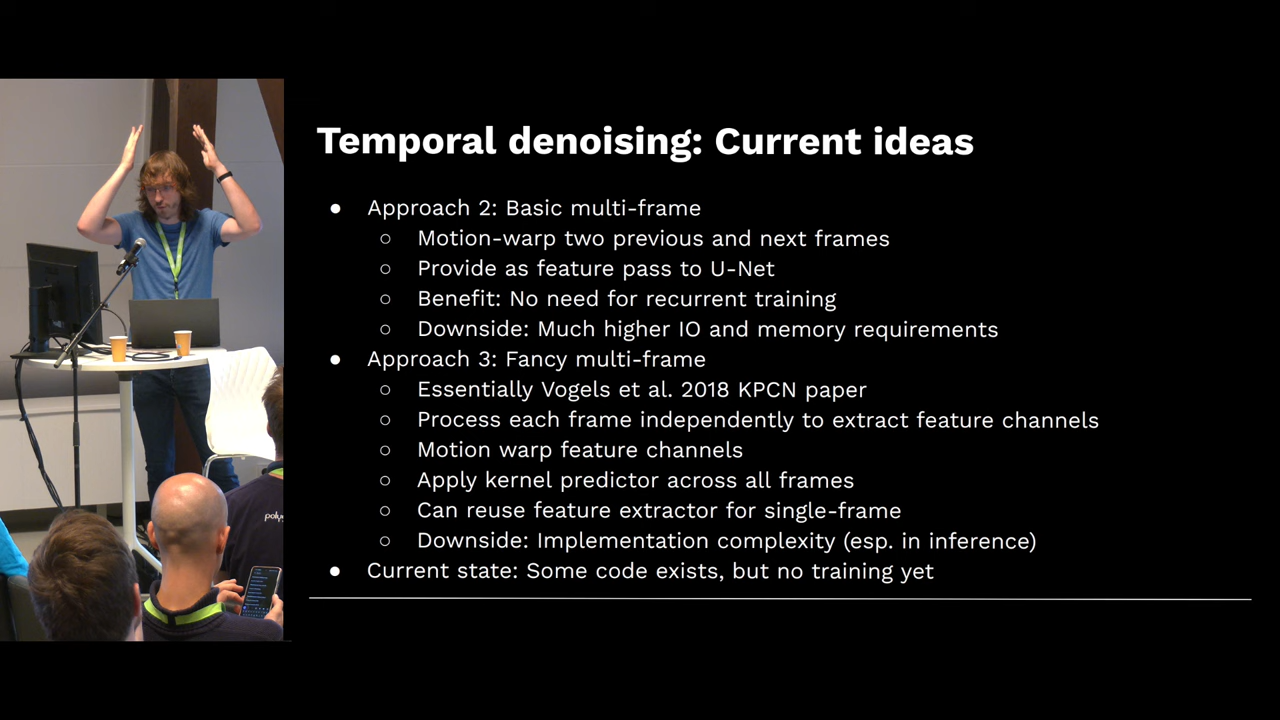 Temporal denoising: Current ideas
● Approach 2: Basic multi-frame
○ Motion-warp two previous and next frames
○ Provide as feature pass to U-Net
○ Benefit: No need for recurrent training
○ Downside: Much higher IO and memory requirements
● Approach 3: Fancy multi-frame
○ Essentially Vogels et al. 2018 KPCN paper
○ Process each frame independently to extract feature channels
○ Motion warp feature channels
○ Apply kernel predictor across all frames
○ Can reuse feature extractor for single-frame
○ Downside: Implementation complexity (esp. in inference)
● Current state: Some code exists, but no training yet